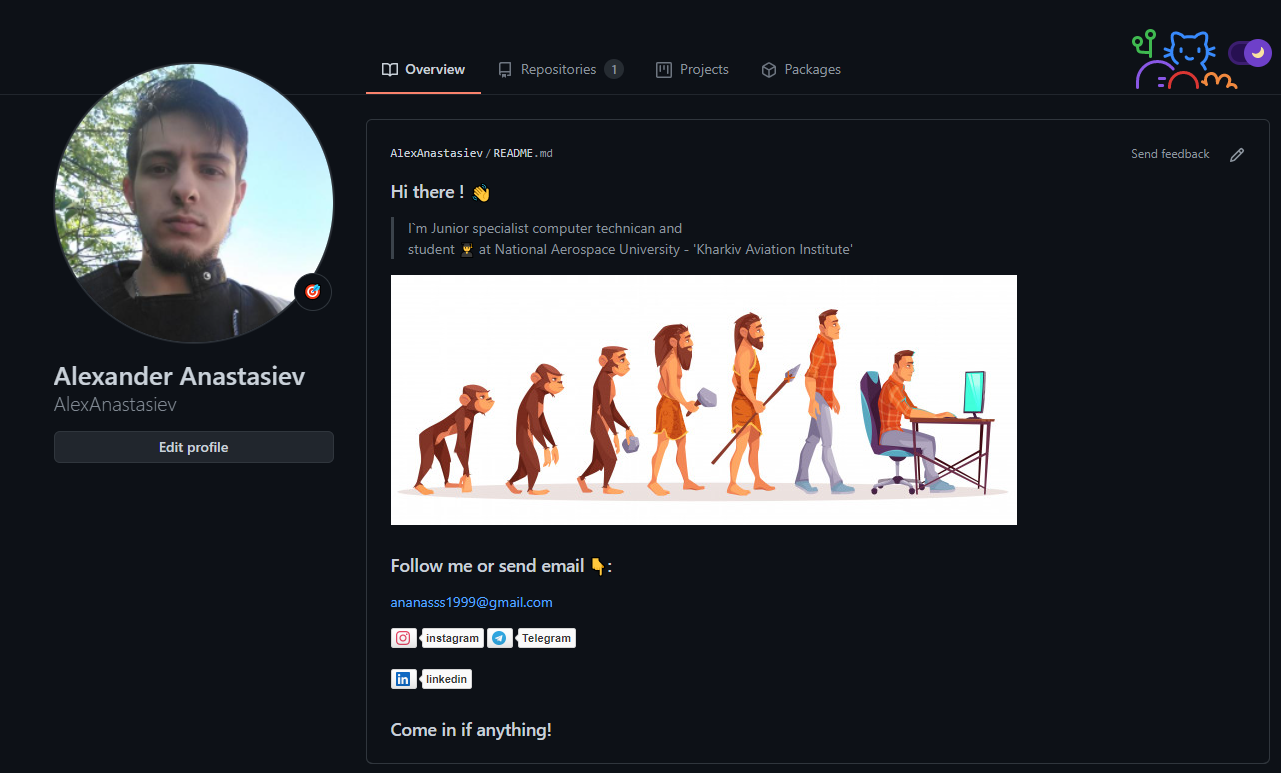 Overview
Repositories 1
Projects
Packages
Alexander Anastasiev
AlexAnastasiev
Edit profile
AlexAnastasiev/README.md
Send feedback
Hi there ! 👋
I`m Junior specialist computer technican and
student 👨‍🎓 at National Aerospace University - 'Kharkiv Aviation Institute'
Follow me or send email 👇:
ananasss1999@gmail.com
instagram Telegram
linkedin
Come in if anything!